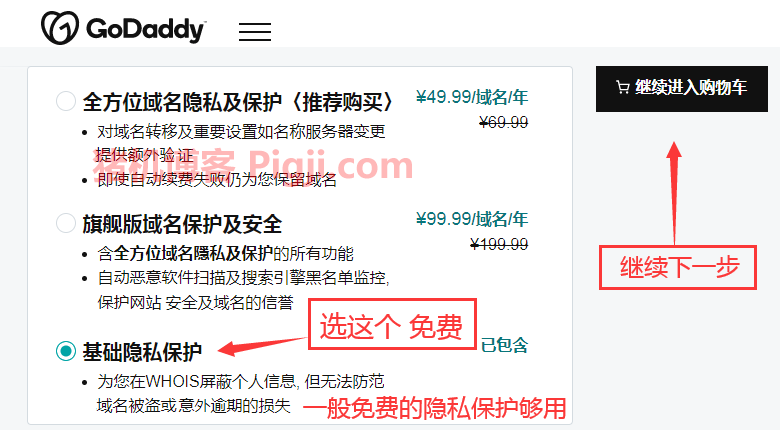 GoDaddy
全方位域名隐私及保护〈推荐购买〉
¥49.99/域名/年
¥69.99
继续进入购物车
对域名转移及重要设置如名称服务器变更
提供额外验证
猪机博客 Pigji.com
即使自动续费失败仍为您保留域名
旗舰版域名保护及安全
¥99.99/域名/年
¥199.99
含全方位域名隱私及保护的所有功能
继续下一步
自动恶意软件扫描及搜索引擎黑名单监控,
保护网站 安全及域名的信誉
选这个 免费
基础隐私保护
已包含
为您在WHOIS屏蔽个人信息, 但无法防范
域名被盗或意外逾期的损失
一般免费的隐私保护够用